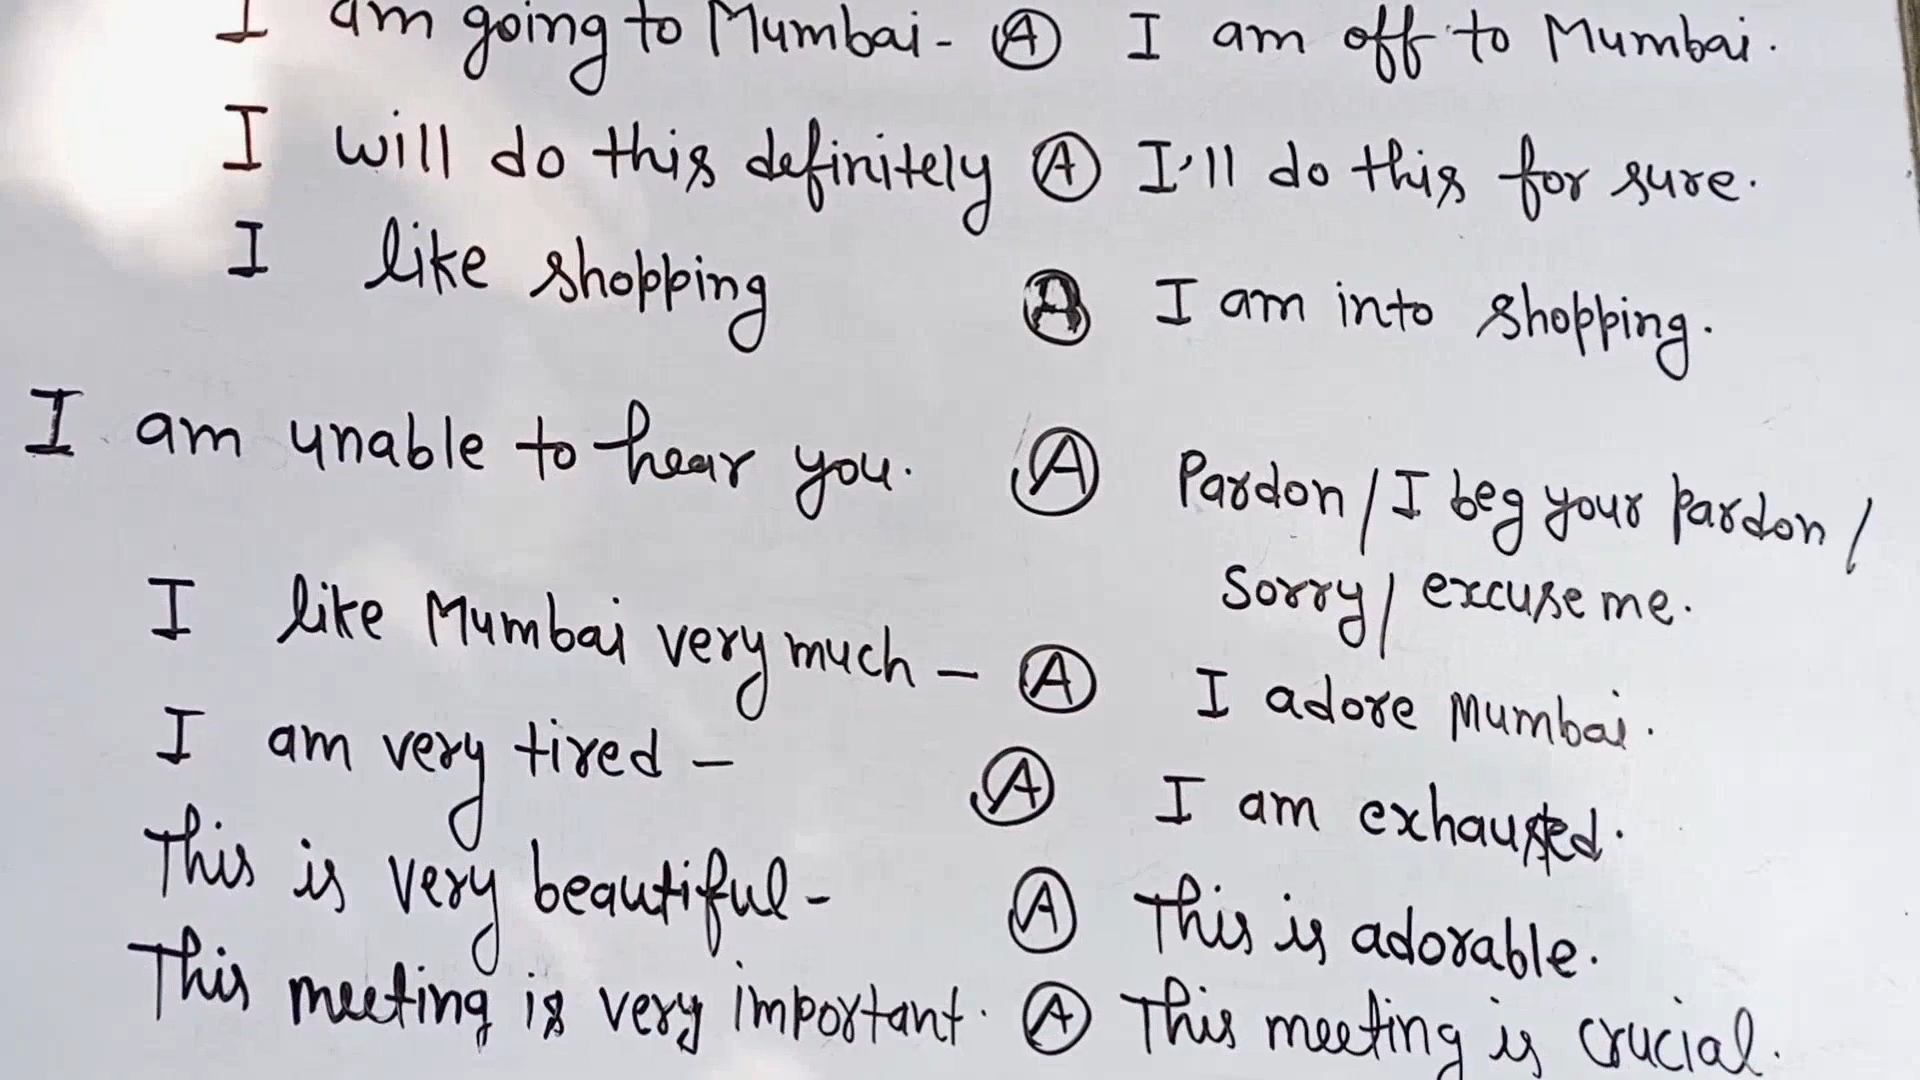 I am going to Mumbai - Ⓐ I am off to Mumbai.
I will do this definitely Ⓐ I'll do this for sure.
I like shopping Ⓐ I am into shopping.
I am unable to hear you. Ⓐ Pardon / I beg your pardon /
Sorry / excuse me.
I like Mumbai very much - Ⓐ I adore Mumbai.
I am very tired - Ⓐ I am exhausted.
This is very beautiful - Ⓐ This is adorable.
This meeting is very important. Ⓐ This meeting is crucial.